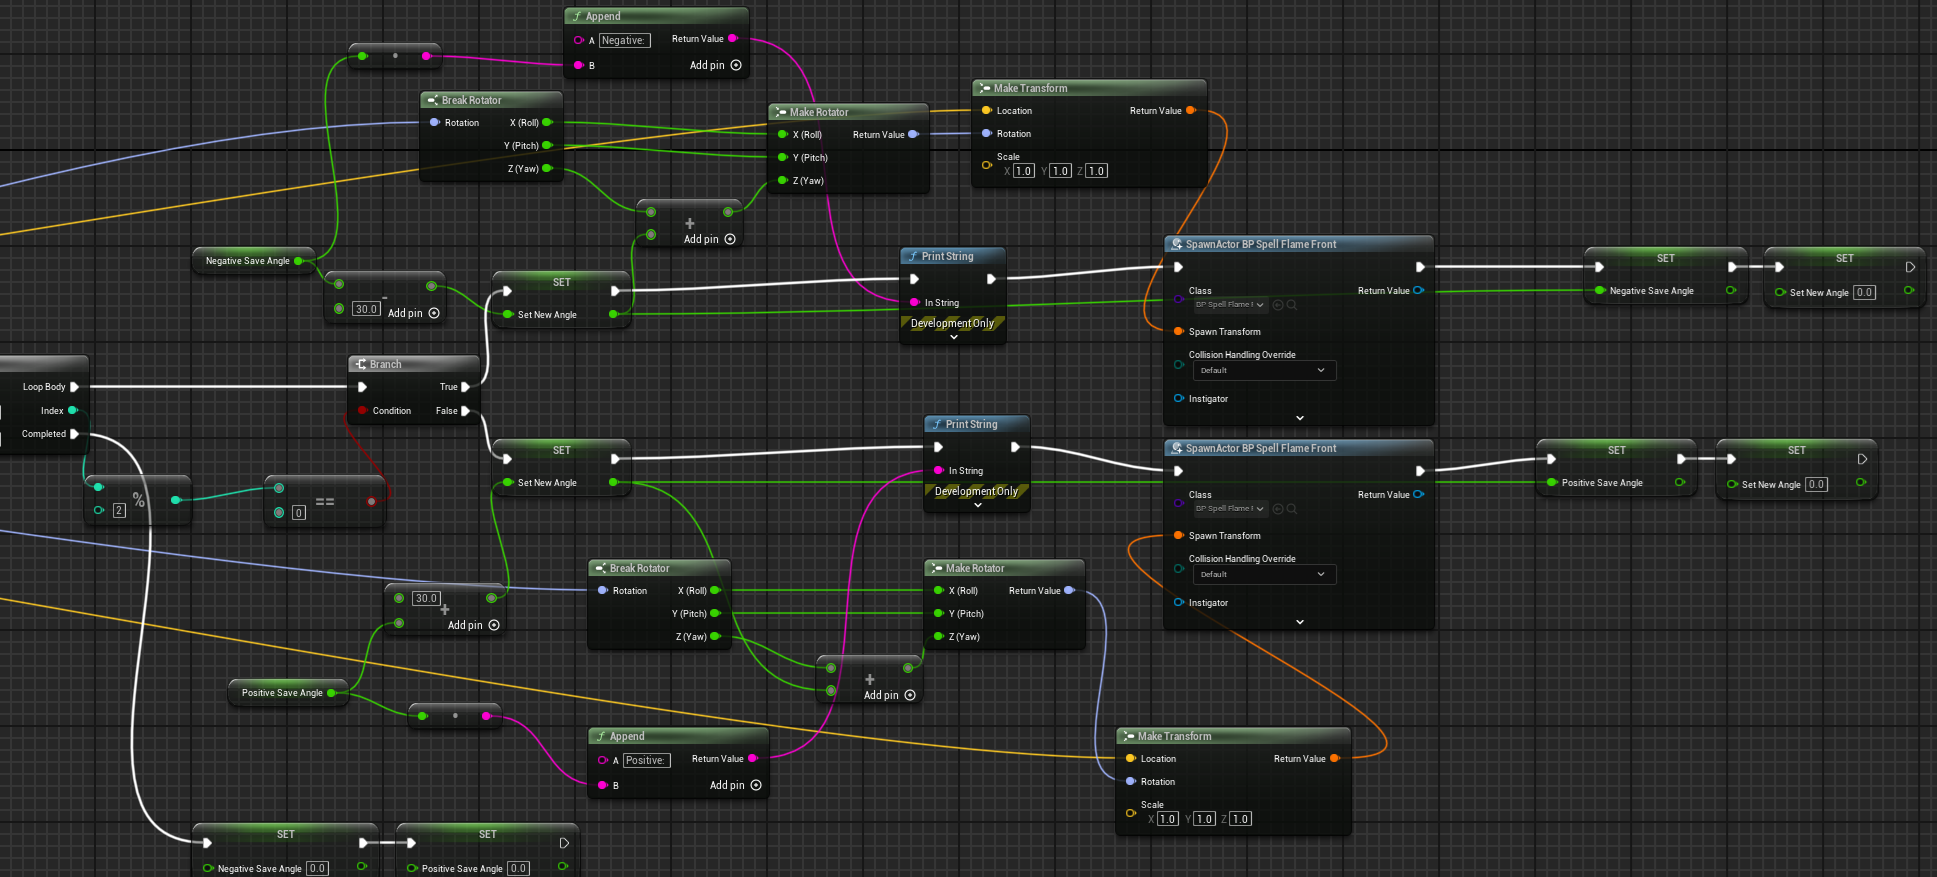 Append
A Negative: Return Value
B Add pin
Break Rotator
Rotation X (Roll)
Y (Pitch)
Z (Yaw)
Make Rotator
X (Roll) Return Value
Y (Pitch)
Z (Yaw)
Make Transform
Location Return Value
Rotation
Scale
X 1.0 Y 1.0 Z 1.0
+
Add pin
Negative Save Angle
-
30.0 Add pin
SET
Set New Angle
Print String
In String
Development Only
SpawnActor BP Spell Flame Front
Class Return Value
BP Spell Flame F
Spawn Transform
Collision Handling Override
Default
Instigator
SET
Negative Save Angle
SET
Set New Angle 0.0
Loop Body
Index
Completed
Branch
True
Condition False
2 %
0 ==
SET
Set New Angle
Print String
In String
Development Only
SpawnActor BP Spell Flame Front
Class Return Value
BP Spell Flame F
Spawn Transform
Collision Handling Override
Default
Instigator
SET
Positive Save Angle
SET
Set New Angle 0.0
30.0
+
Add pin
Break Rotator
Rotation X (Roll)
Y (Pitch)
Z (Yaw)
Make Rotator
X (Roll) Return Value
Y (Pitch)
Z (Yaw)
+
Add pin
Positive Save Angle
Append
A Positive: Return Value
B Add pin
Make Transform
Location Return Value
Rotation
Scale
X 1.0 Y 1.0 Z 1.0
SET
Negative Save Angle 0.0
SET
Positive Save Angle 0.0